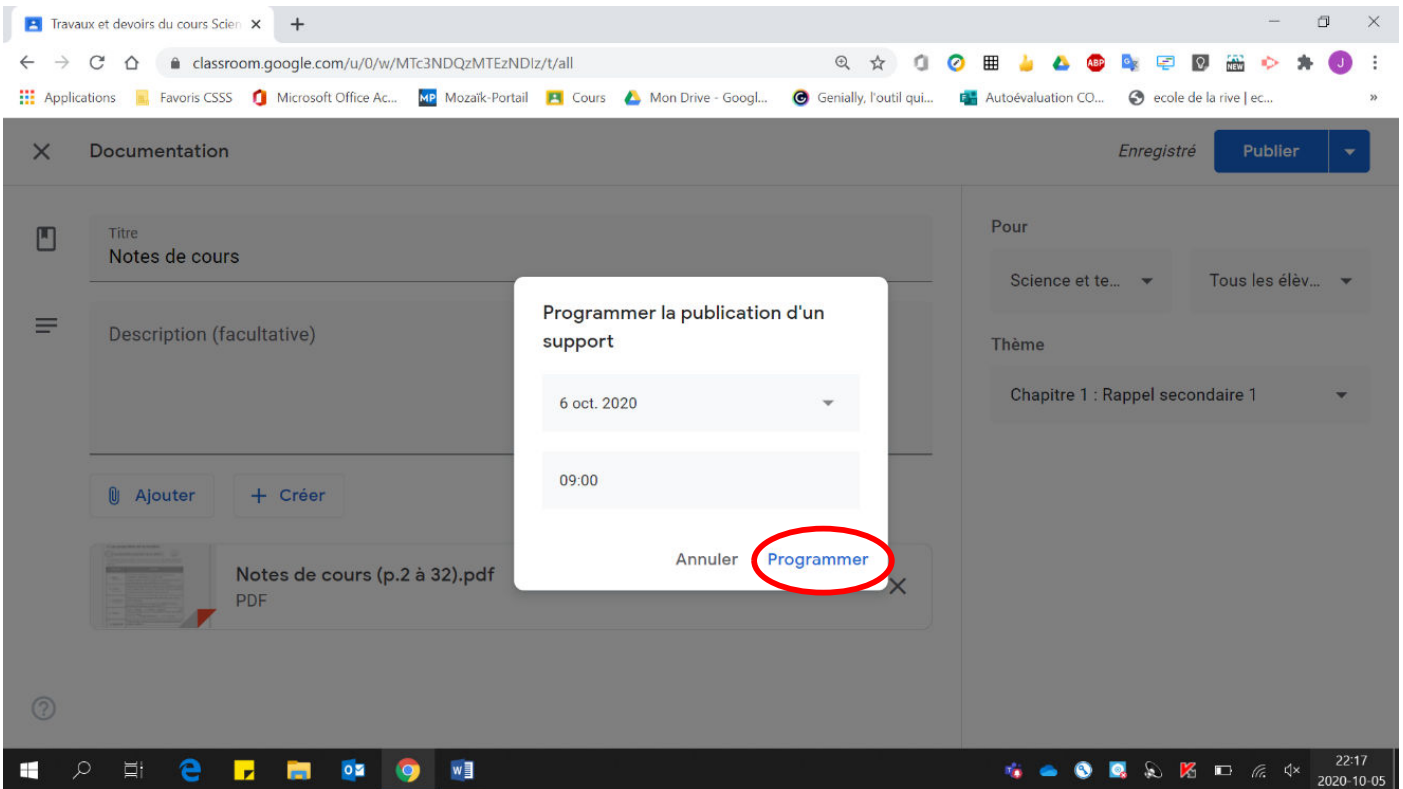 Travaux et devoirs du cours Scien
classroom.google.com/u/0/w/MTc3NDQzMTEzNDIz/t/all
ABP
NEW
J
Applications
Favoris CSSS
Microsoft Office Ac...
MP
Mozaïk-Portail
Cours
Mon Drive - Googl...
Genially, l'outil qui...
Autoévaluation CO...
ecole de la rive | ec...
»
Documentation
Enregistré
Publier
Titre
Notes de cours
Description (facultative)
Pour
Science et te...
Tous les élèv...
Thème
Chapitre 1 : Rappel secondaire 1
Programmer la publication d'un
support
6 oct. 2020
09:00
Annuler
Programmer
Ajouter
+ Créer
Notes de cours (p.2 à 32).pdf
PDF
22:17
2020-10-05